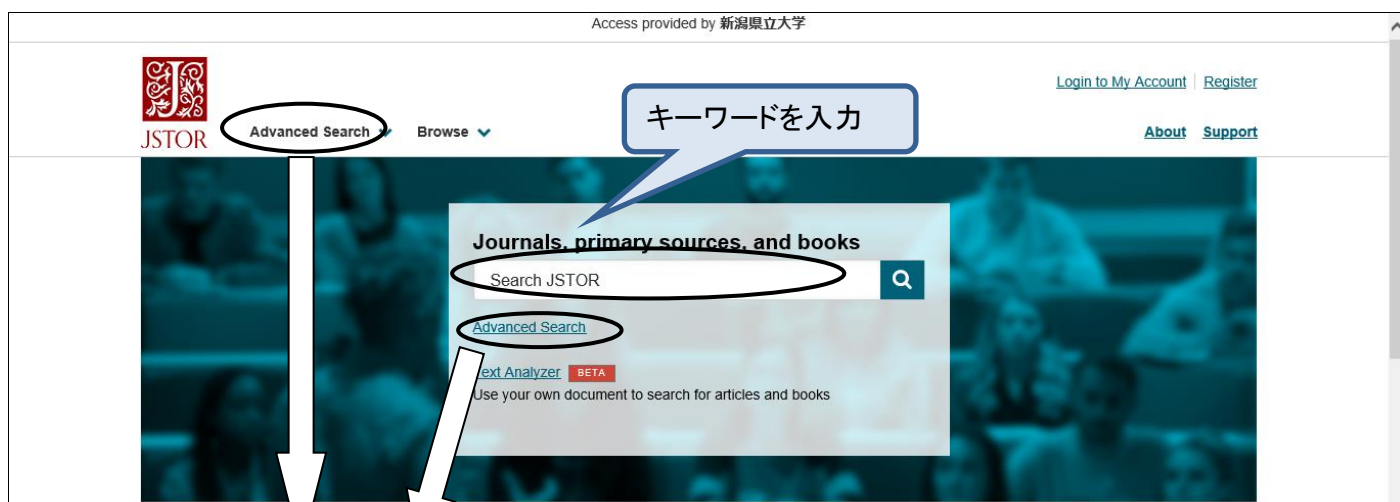 Access provided by 新潟県立大学
Login to My Account Register
キーワードを入力
JSTOR
Advanced Search Browse
About Support
Journals, primary sources, and books
Search JSTOR
Advanced Search
ext Analyzer BETA
Use your own document to search for articles and books